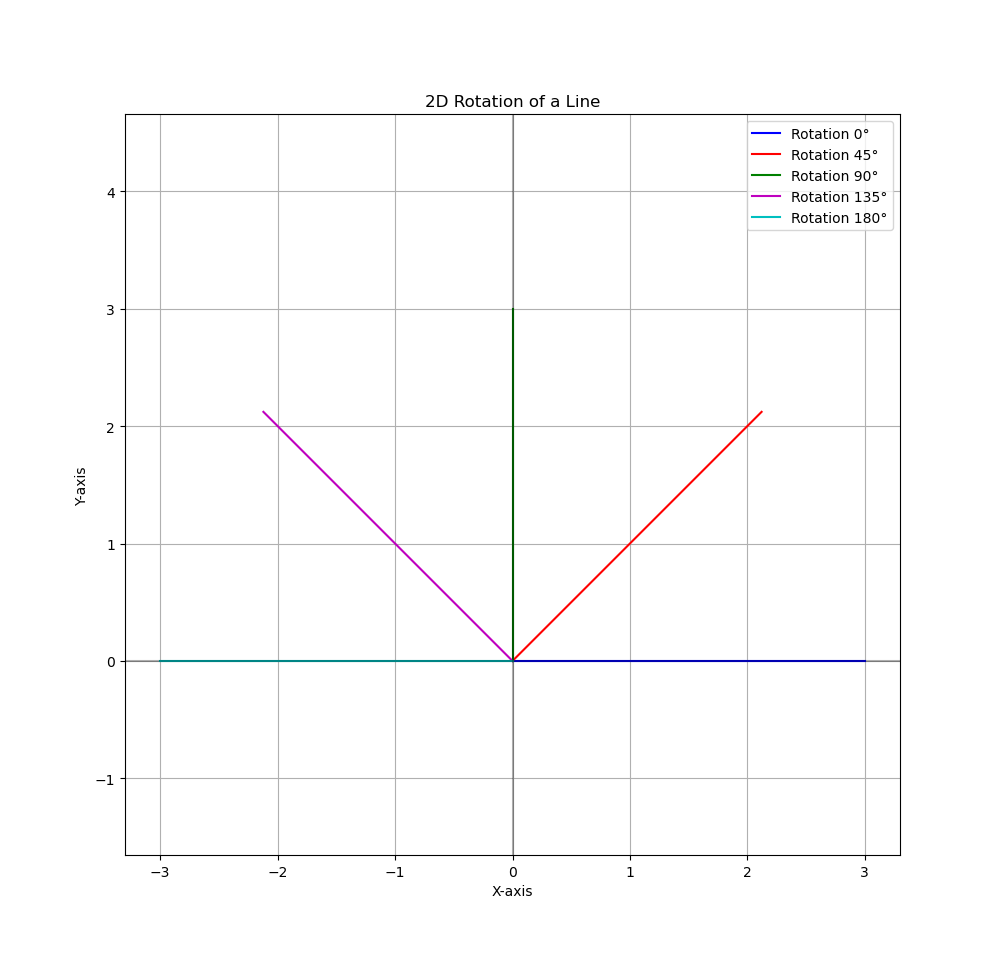 2D Rotation of a Line
Rotation 0°
Rotation 45°
Rotation 90°
Rotation 135°
Rotation 180°
4
3
2
1
0
−1
Y-axis
−3 −2 −1 0 1 2 3
X-axis